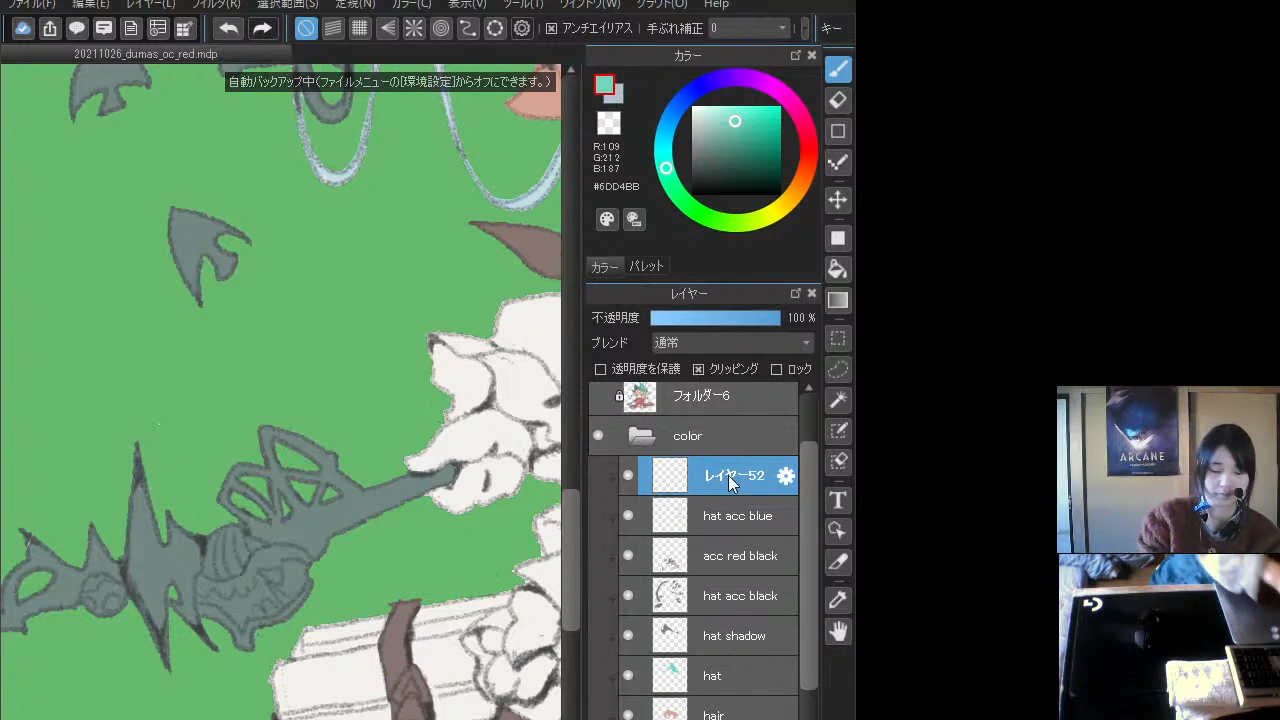 ファイル(F) 編集(E) レイヤー(L) フィルタ(R) 選択範囲(S) 定規(N) カラー(C) 表示(V) ツール(T) ウィンドウ(W) クラウド(O) Help
アンチエイリアス 手ぶれ補正 0 キー
20211026_dumas_oc_red.mdp
カラー
自動バックアップ中(ファイルメニューの[環境設定]からオフにできます。)
R:109
G:212
B:187
#6DD4BB
カラー パレット
レイヤー
不透明度 100 %
ブレンド 通常
透明度を保護 クリッピング ロック
フォルダー6
color
レイヤー52
hat acc blue
acc red black
hat acc black
hat shadow
hat
hair
T
ARCANE